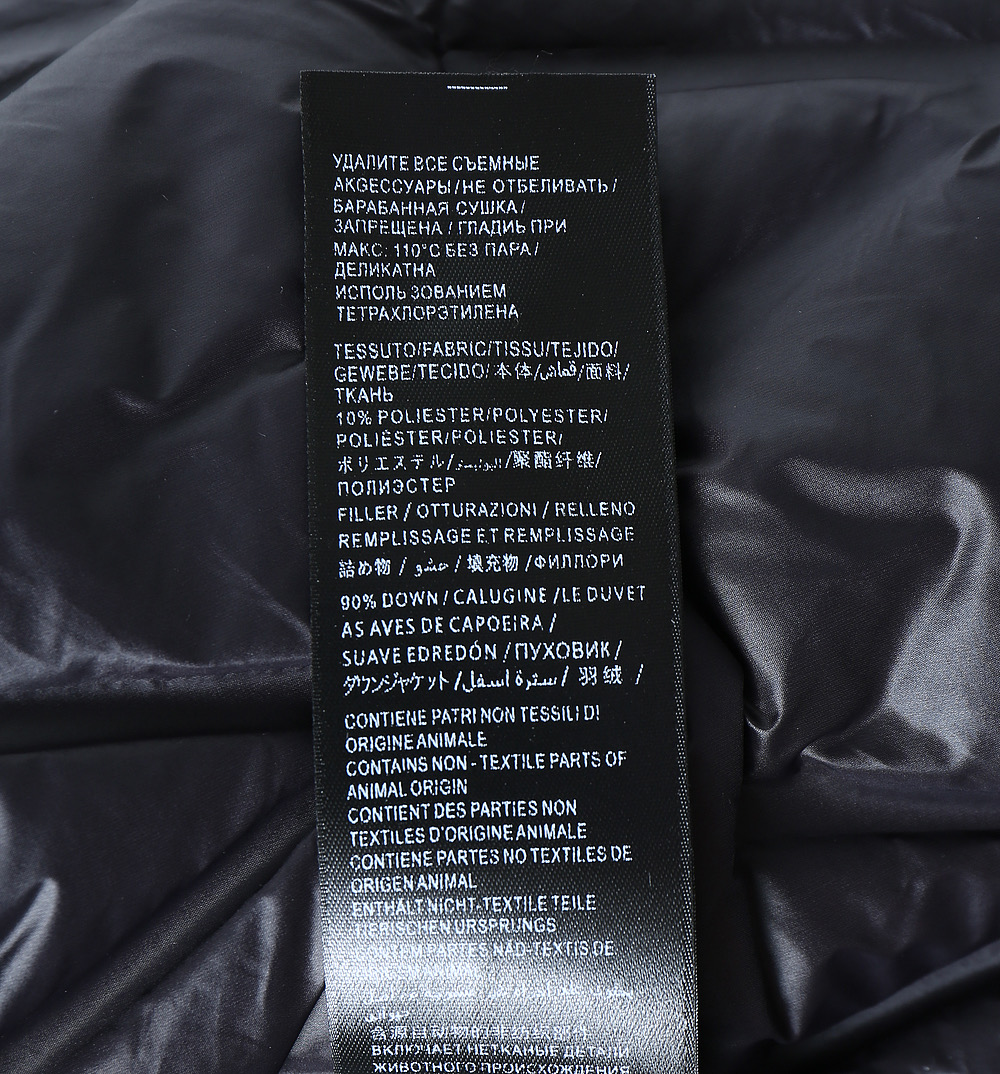 УДАЛИТЕ ВСЕ СЪЕМНЫЕ
АКGЕССУАРЫ/НЕ ОТБЕЛИВАТЬ/
БАРАБАННАЯ СУШКА/
ЗАПРЕЩЕНА / ГЛАДИЬ ПРИ
МАКС: 110°C БЕЗ ПАРА/
ДЕЛИКАТНА
ИСПОЛЬ ЗОВАНИЕМ
ТЕТРАХЛОРЭТИЛЕНА
TESSUTO/FABRIC/TISSU/TEJIDO/
GEWEBE/TECIDO/本体/قماش/面料/
ТКАНЬ
10% POLIESTER/POLYESTER/
POLIÈSTER/POLIESTER/
ポリエステル/البوليستر/聚酯纤维/
ПОЛИЭСТЕР
FILLER / OTTURAZIONI / RELLENO
REMPLISSAGE ET REMPLISSAGE
詰め物 / حشو / 填充物 /ФИЛЛОРИ
90% DOWN / CALUGINE /LE DUVET
AS AVES DE CAPOEIRA /
SUAVE EDREDÓN / ПУХОВИК /
ダウンジャケット /سترة أسفل/ 羽绒 /
CONTIENE PATRI NON TESSILI DI
ORIGINE ANIMALE
CONTAINS NON - TEXTILE PARTS OF
ANIMAL ORIGIN
CONTIENT DES PARTIES NON
TEXTILES D'ORIGINE ANIMALE
CONTIENE PARTES NO TEXTILES DE
ORIGEN ANIMAL
ENTHÄLT NICHT-TEXTILE TEILE
TIERISCHEN URSPRUNGS
NÃO-TEXTIS DE
ВКЛЮЧАЕТ НЕТКАНЫЕ ДЕТАЛИ
ЖИВОТНОГО ПРОИСХОЖДЕНИЯ